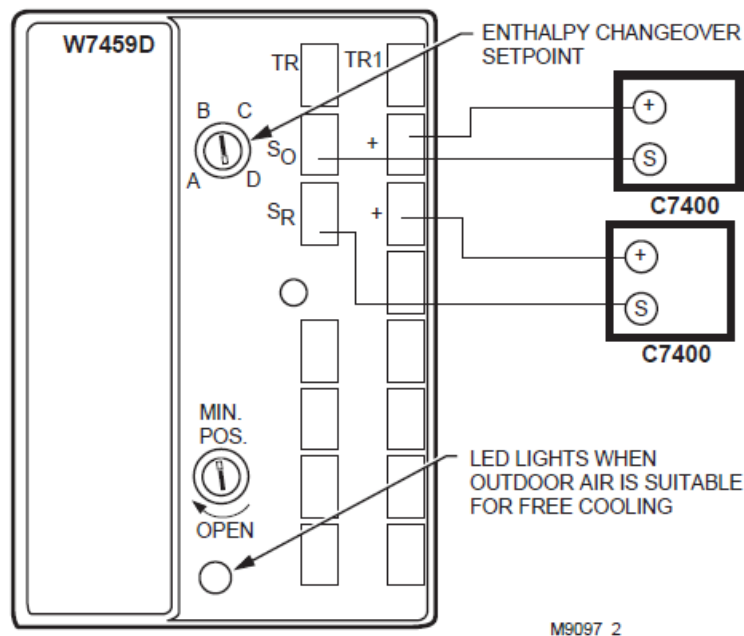 W7459D
TR TR1
ENTHALPY CHANGEOVER
SETPOINT
B C
A D
SO +
SR +
+
S
C7400
+
S
C7400
MIN.
POS.
OPEN
LED LIGHTS WHEN
OUTDOOR AIR IS SUITABLE
FOR FREE COOLING
M9097 2